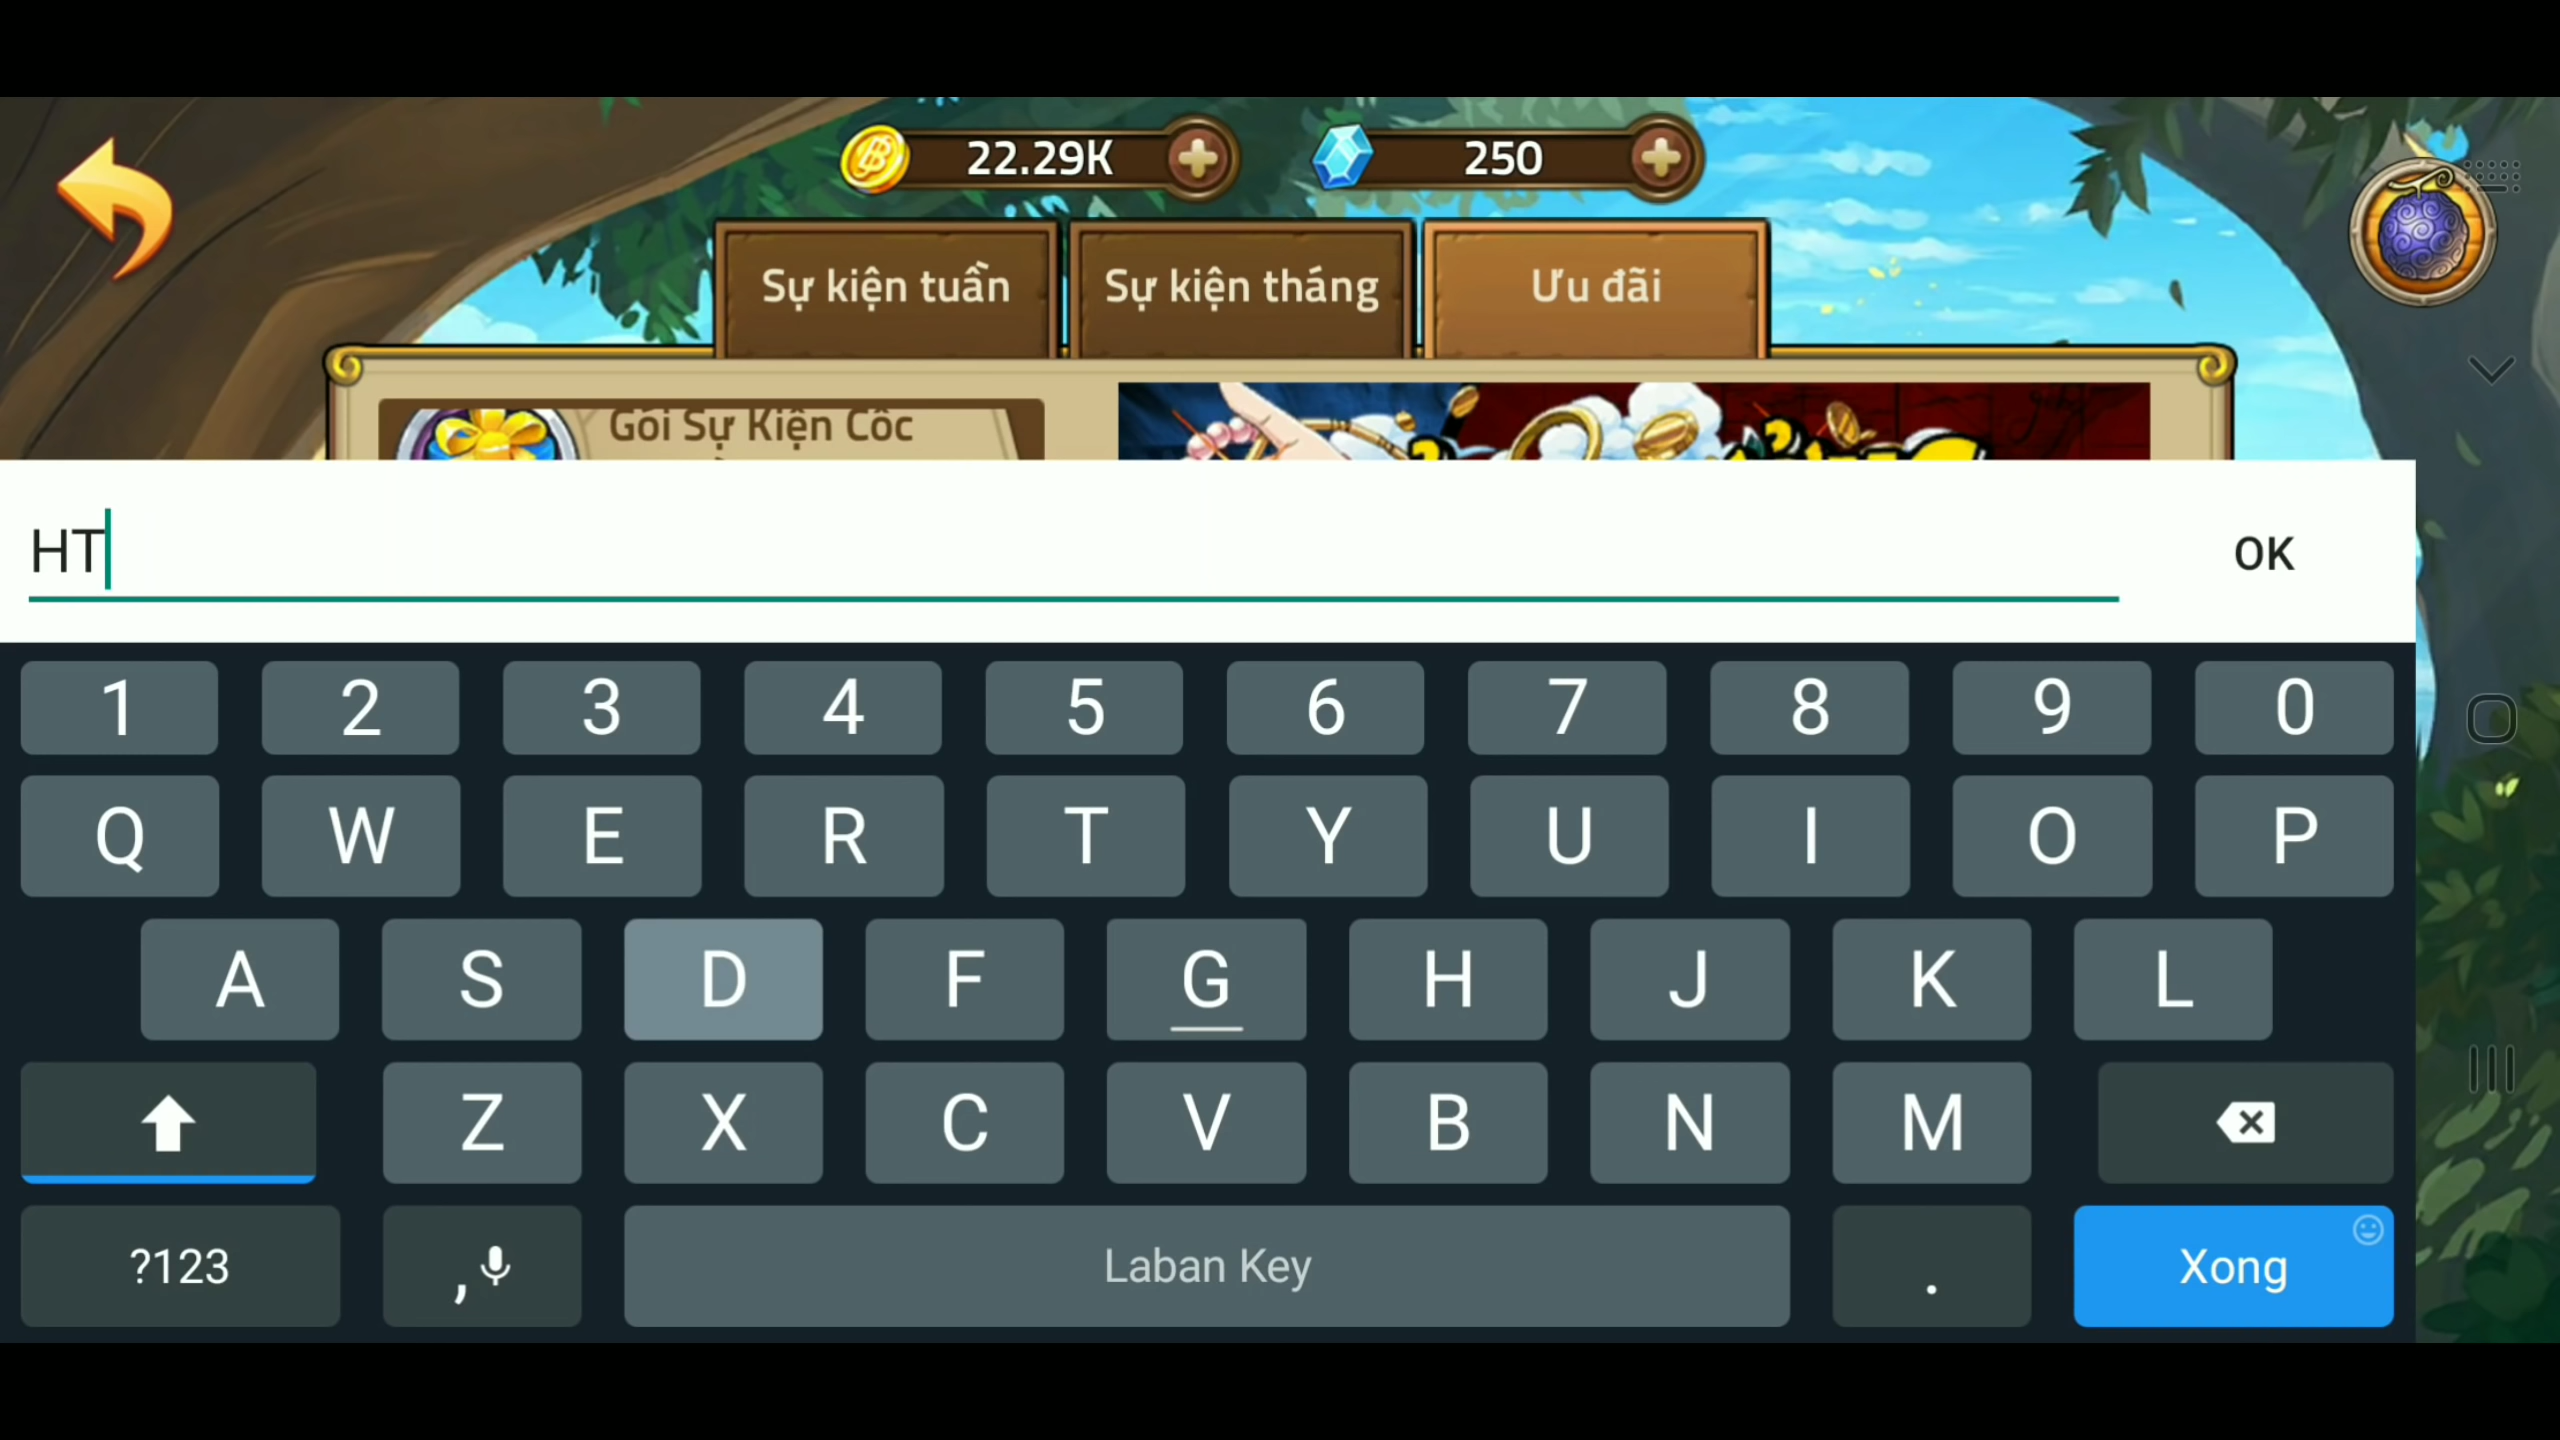 22.29K 250
Sự kiện tuần Sự kiện tháng Ưu đãi
Gói Sự Kiện Cốc
HT OK
1 2 3 4 5 6 7 8 9 0
Q W E R T Y U I O P
A S D F G H J K L
Z X C V B N M
?123 , Laban Key . Xong